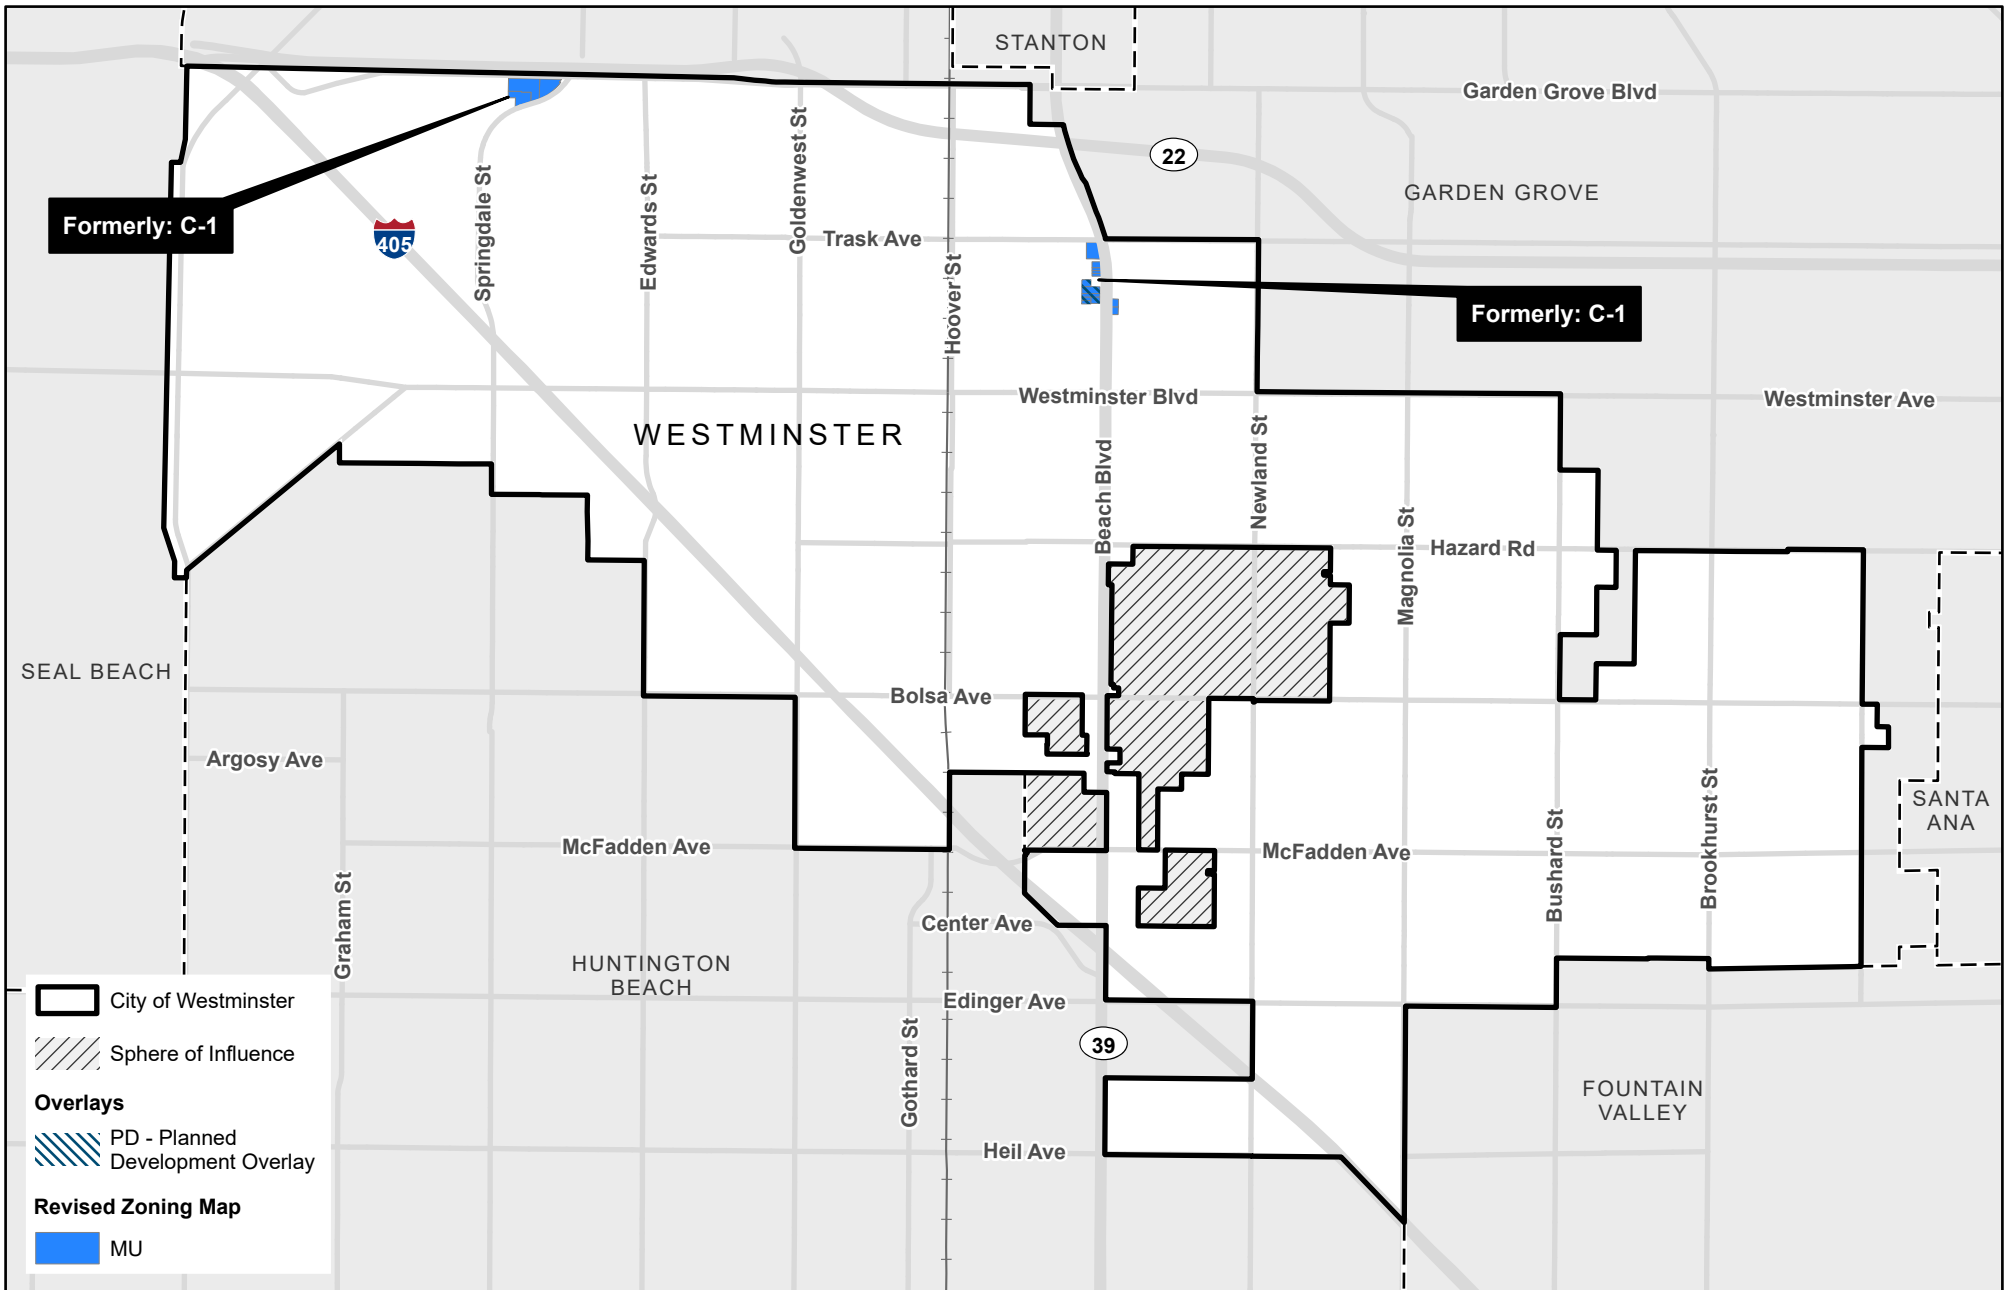 STANTON
Garden Grove Blvd
22
GARDEN GROVE
Formerly: C-1
405
Springdale St
Edwards St
Goldenwest St
Trask Ave
Hoover St
Formerly: C-1
Westminster Blvd
Westminster Ave
WESTMINSTER
Beach Blvd
Newland St
Magnolia St
Hazard Rd
SEAL BEACH
Bolsa Ave
Argosy Ave
McFadden Ave
McFadden Ave
Bushard St
Brookhurst St
SANTA
ANA
Graham St
Center Ave
HUNTINGTON
BEACH
Edinger Ave
Gothard St
39
FOUNTAIN
VALLEY
Heil Ave
City of Westminster
Sphere of Influence
Overlays
PD - Planned
Development Overlay
Revised Zoning Map
MU